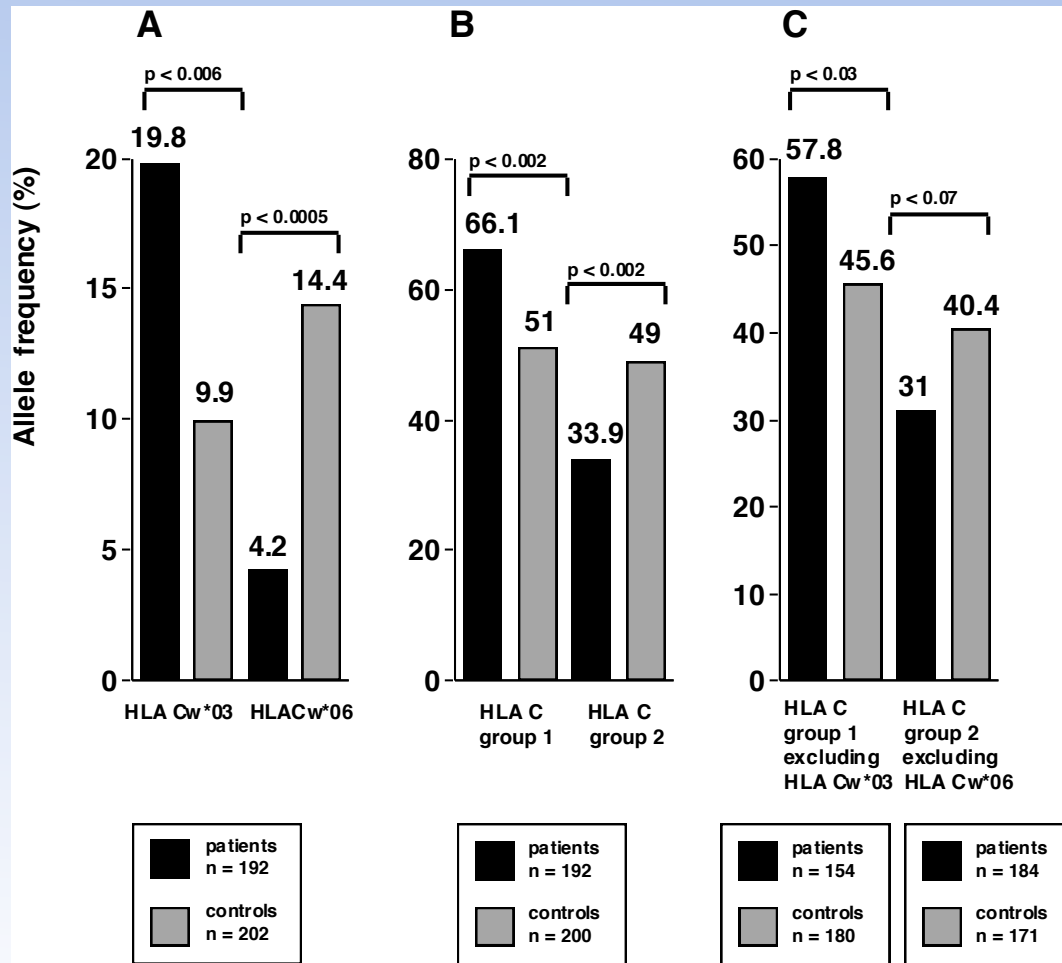 A
B
C
Allele frequency (%)
p < 0.006
19.8
20
p < 0.0005
15
14.4
9.9
10
5
4.2
0
HLA Cw*03
HLACw*06
patients
n = 192
controls
n = 202
80
p < 0.002
66.1
p < 0.002
60
51
49
40
33.9
20
0
HLA C
group 1
HLA C
group 2
patients
n = 192
controls
n = 200
p < 0.03
60
57.8
p < 0.07
50
45.6
40
40.4
31
30
20
10
0
HLA C
group 1
excluding
HLA Cw*03
HLA C
group 2
excluding
HLA Cw*06
patients
n = 154
controls
n = 180
patients
n = 184
controls
n = 171